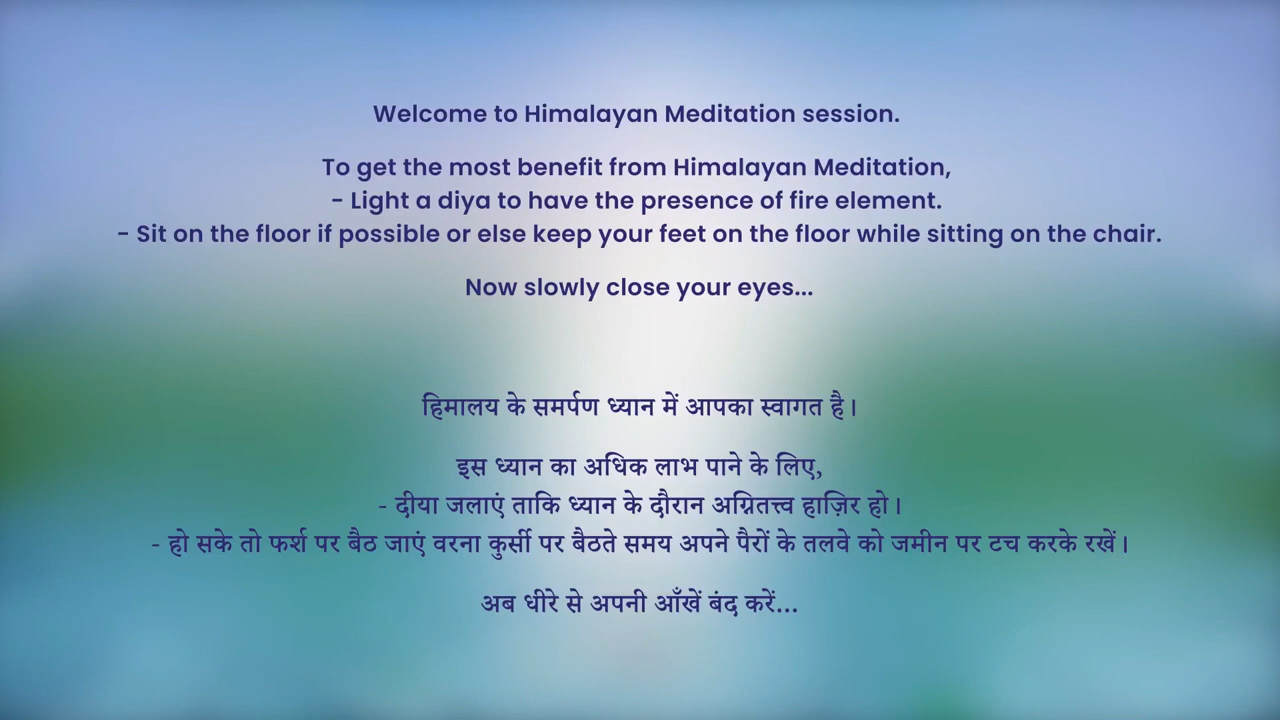 Welcome to Himalayan Meditation session.
To get the most benefit from Himalayan Meditation,
- Light a diya to have the presence of fire element.
- Sit on the floor if possible or else keep your feet on the floor while sitting on the chair.
Now slowly close your eyes...
हिमालय के समर्पण ध्यान में आपका स्वागत है।
इस ध्यान का अधिक लाभ पाने के लिए,
- दीया जलाएं ताकि ध्यान के दौरान अग्नितत्त्व हाज़िर हो।
- हो सके तो फर्श पर बैठ जाएं वरना कुर्सी पर बैठते समय अपने पैरों के तलवे को जमीन पर टच करके रखें।
अब धीरे से अपनी आँखें बंद करें...